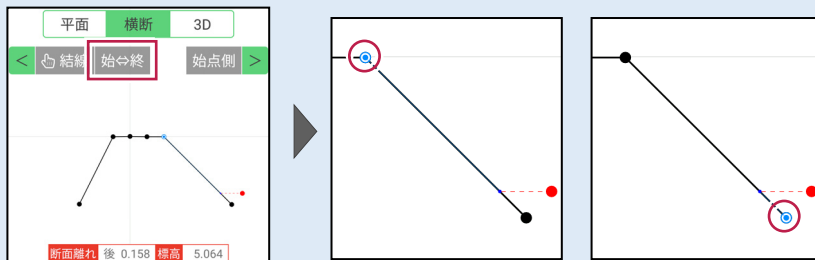 平面 横断 3D
< 結線 始⇔終 始点側 >
断面離れ 後 0.158 標高 5.064